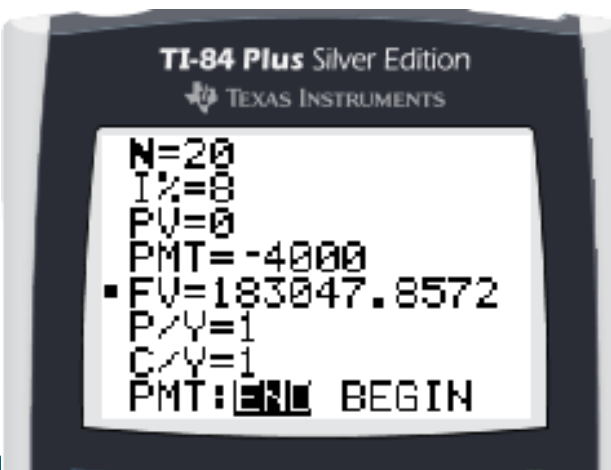 TI-84 Plus Silver Edition
TEXAS INSTRUMENTS
N=20
I%=8
PV=0
PMT=-4000
▪FV=183047.8572
P/Y=1
C/Y=1
PMT:END BEGIN